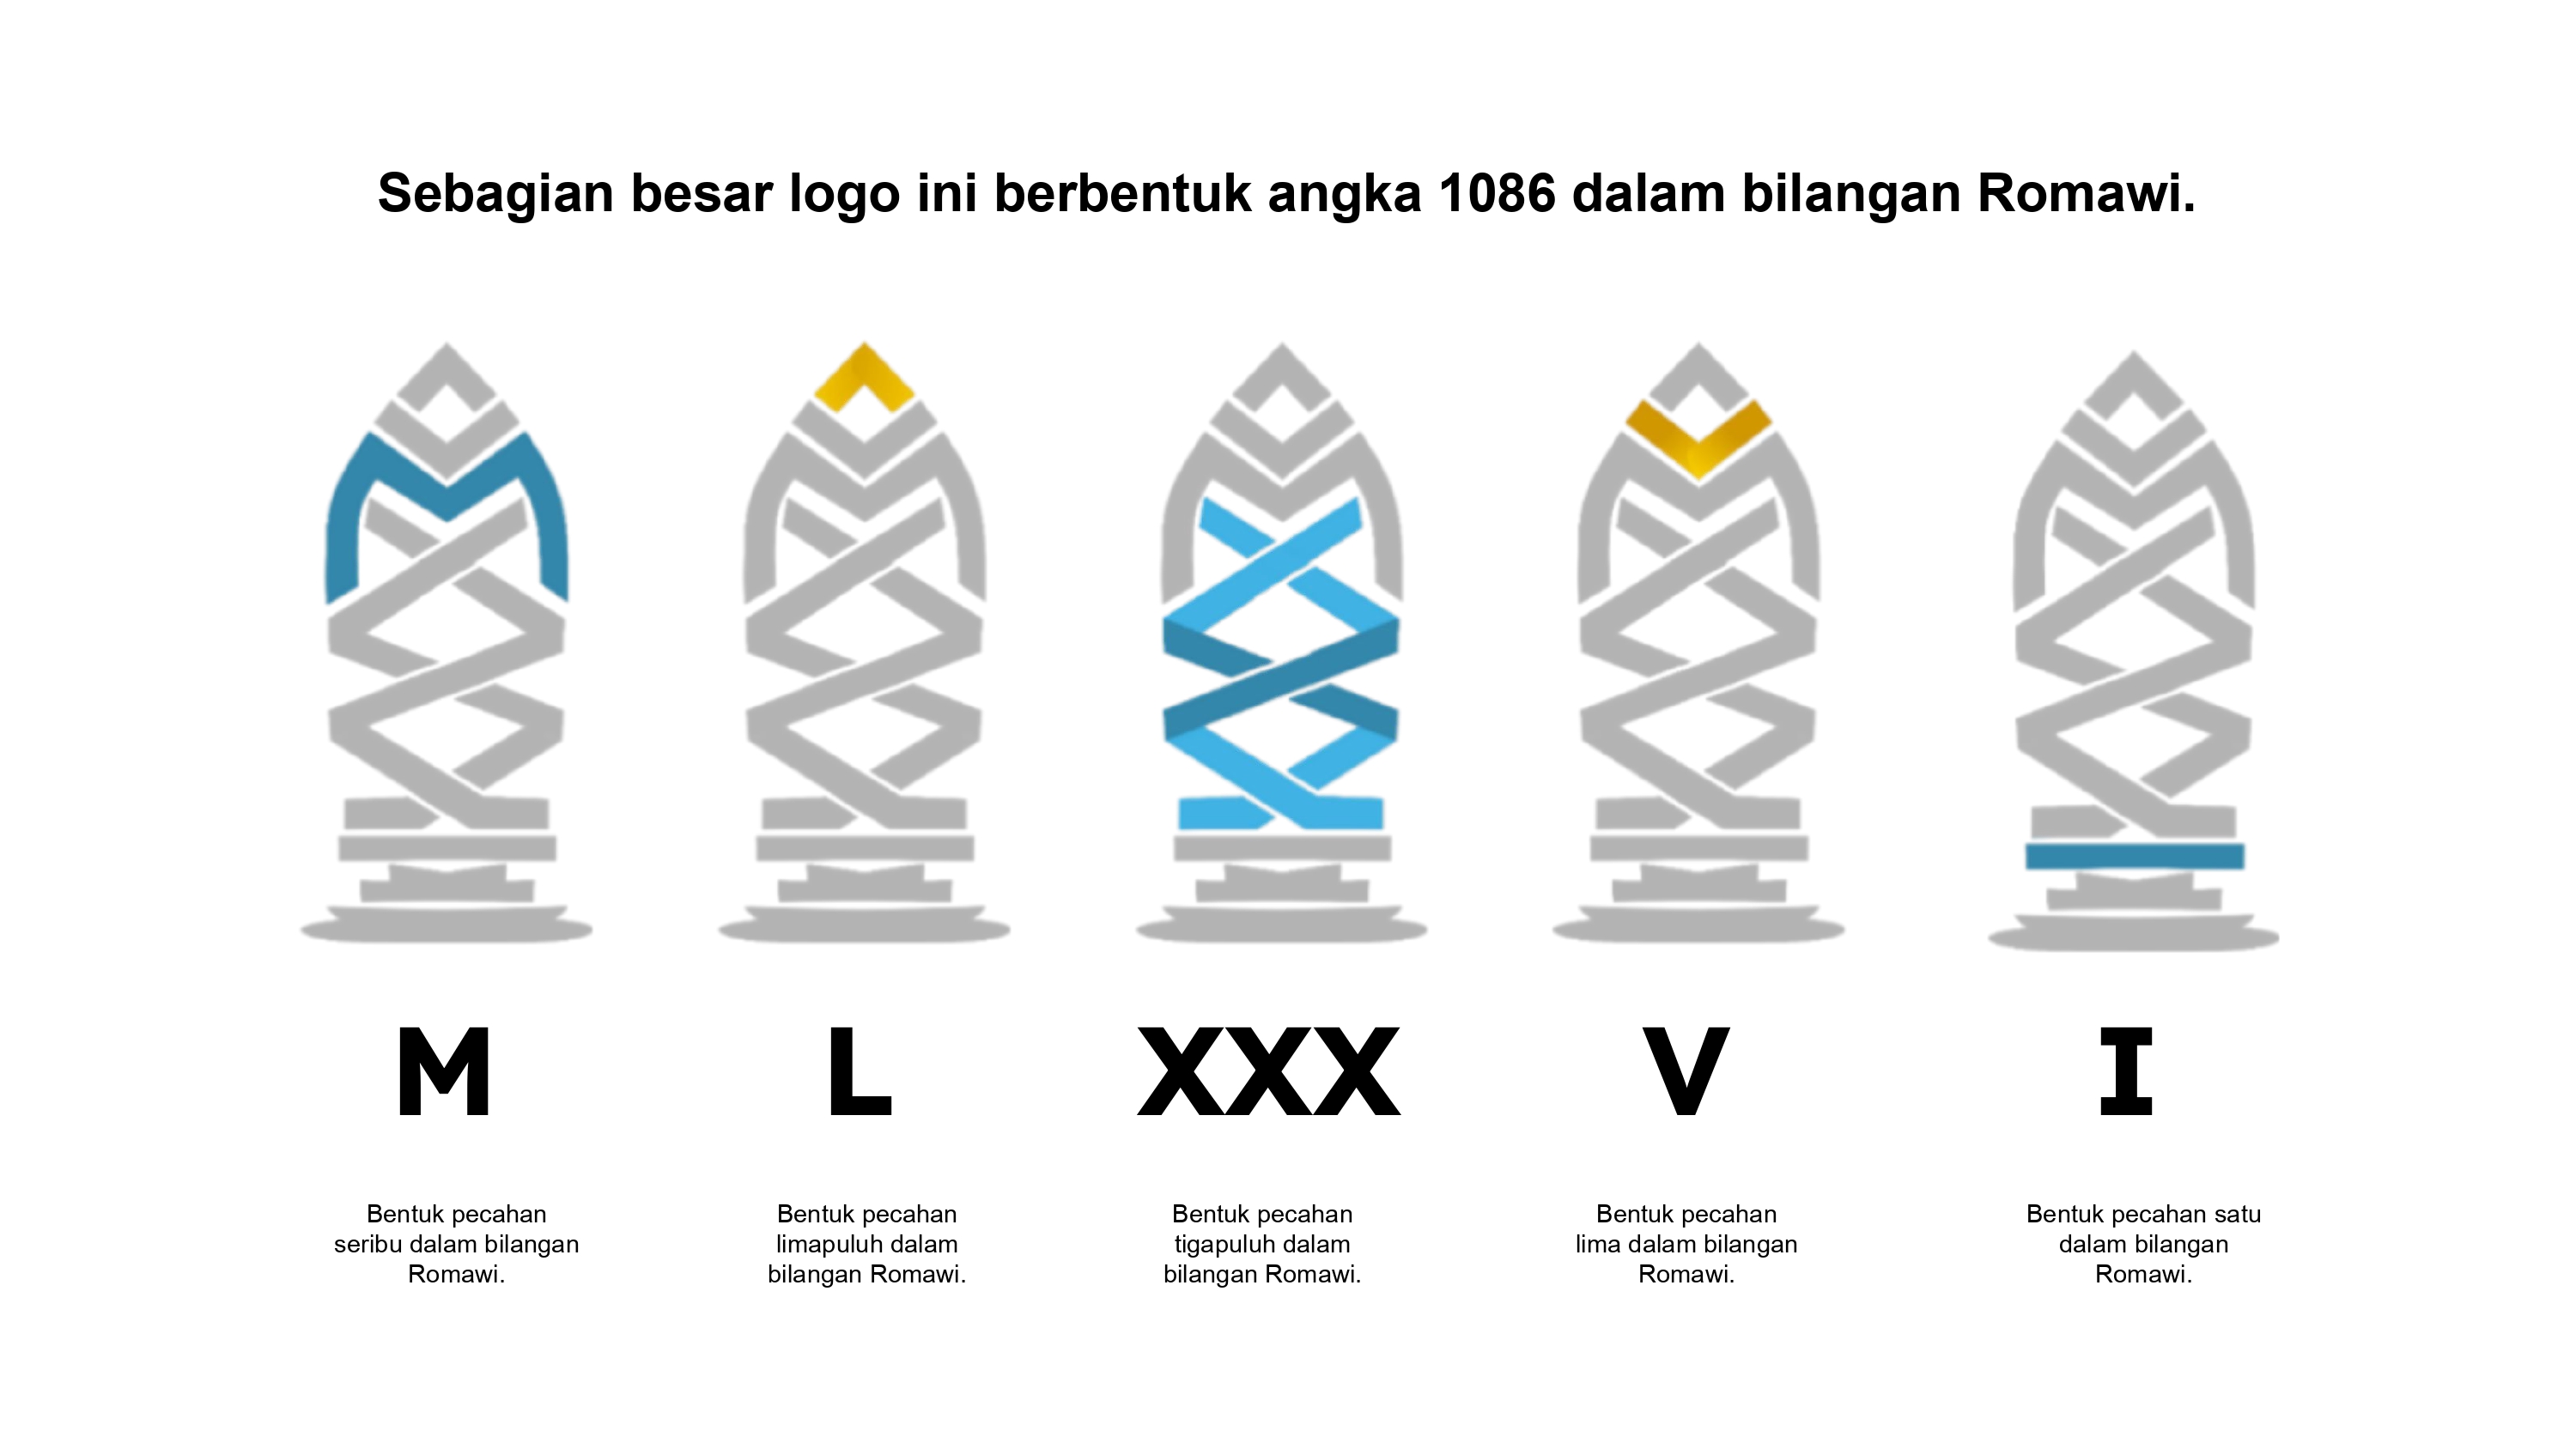 Sebagian besar logo ini berbentuk angka 1086 dalam bilangan Romawi.
M
L
XXX
V
I
Bentuk pecahan
seribu dalam bilangan
Romawi.
Bentuk pecahan
limapuluh dalam
bilangan Romawi.
Bentuk pecahan
tigapuluh dalam
bilangan Romawi.
Bentuk pecahan
lima dalam bilangan
Romawi.
Bentuk pecahan satu
dalam bilangan
Romawi.